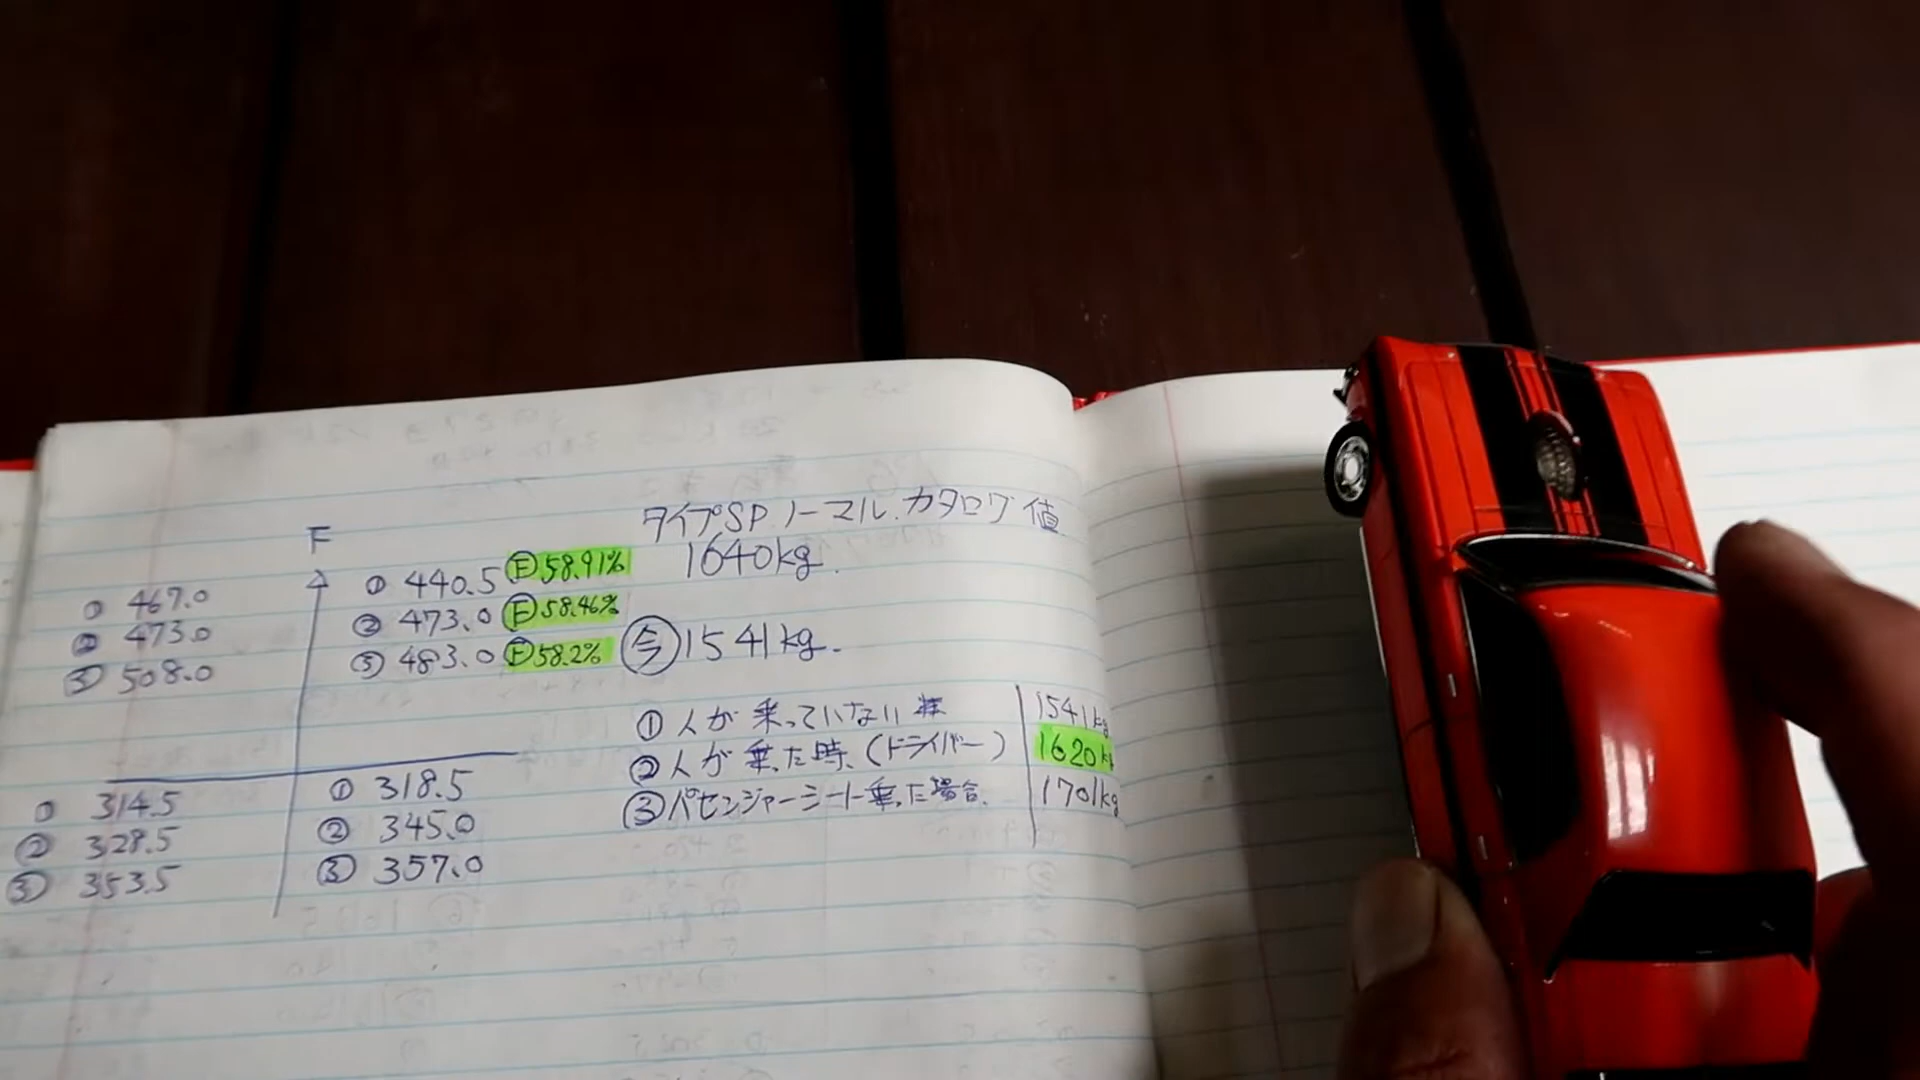 F
① 467.0
② 473.0
③ 508.0
① 440.5 Ⓕ58.91%
② 473.0 Ⓕ58.46%
③ 483.0 Ⓕ58.2%
① 314.5
② 328.5
③ 353.5
① 318.5
② 345.0
③ 357.0
タイプSP ノーマル.カタログ値
1640kg.
㋿今 1541kg.
① 人が乗っていない 1541kg
② 人が乗った時、(ドライバー) 1620kg
③ パセンジャーシート乗った場合. 1701kg